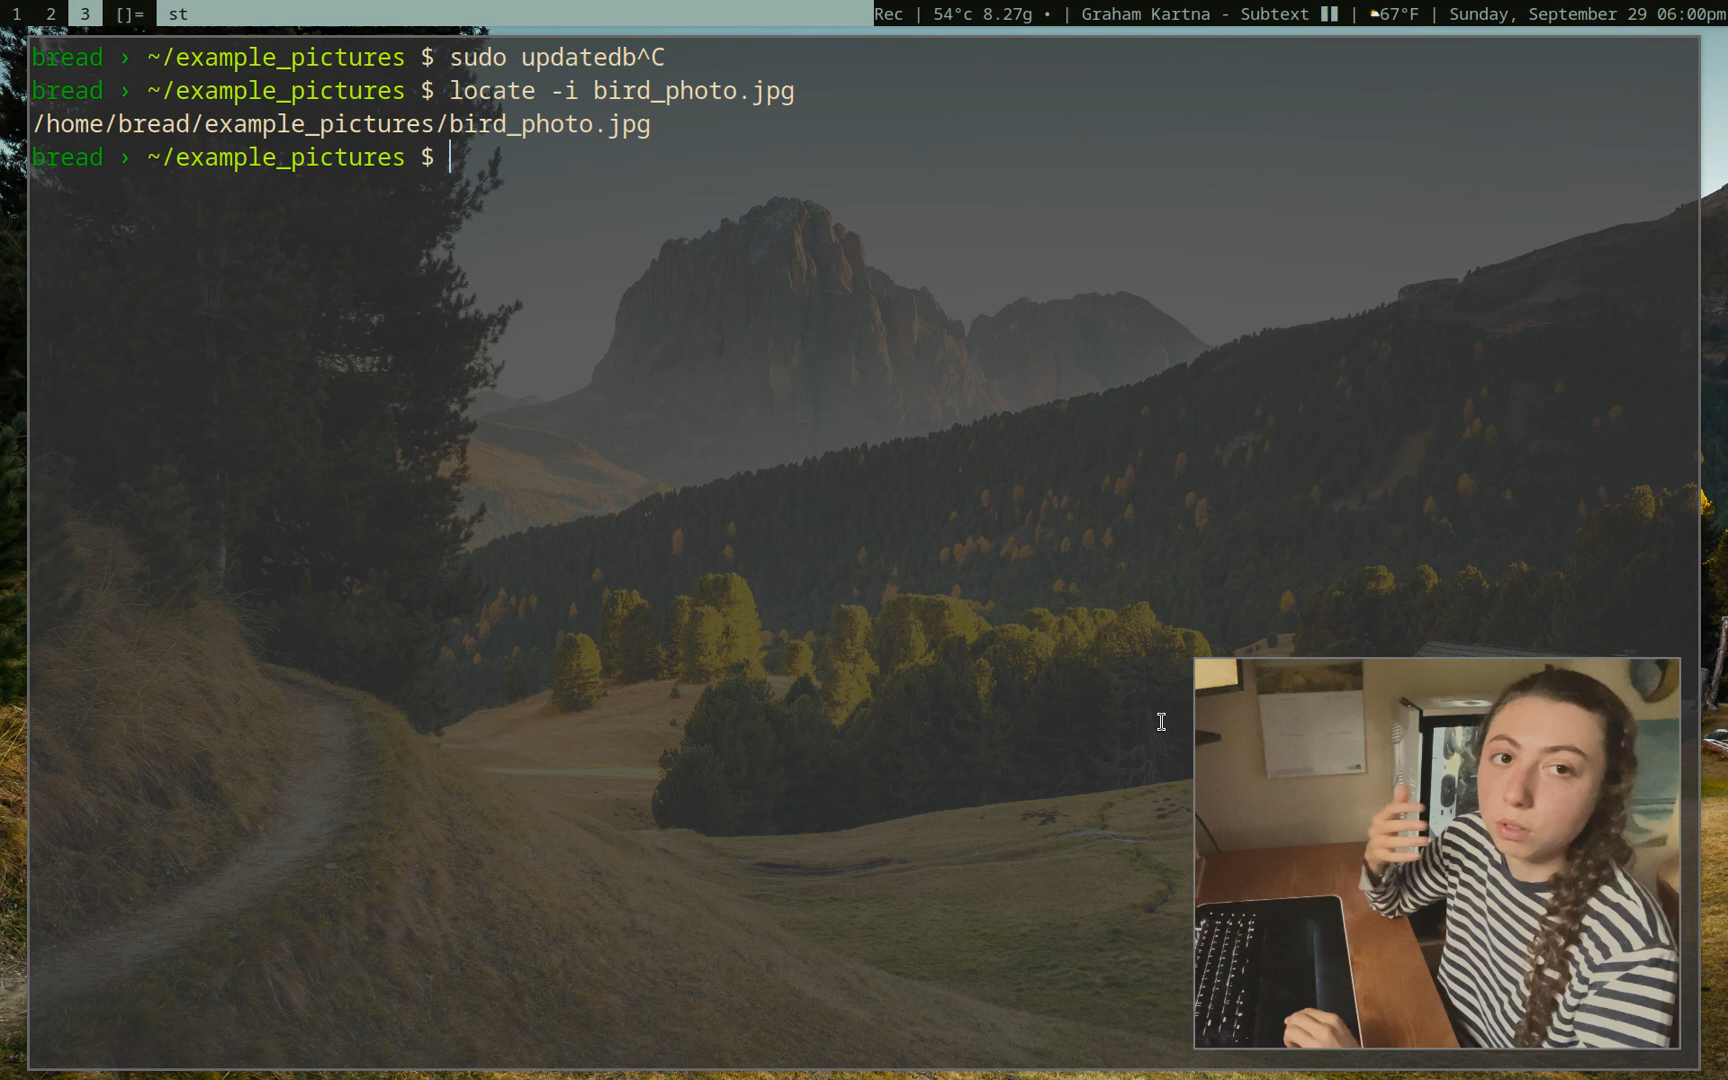 1 2 3 []= st Rec | 54°c 8.27g • | Graham Kartna - Subtext ▮▮ | ⛅67°F | Sunday, September 29 06:00pm
bread › ~/example_pictures $ sudo updatedb^C
bread › ~/example_pictures $ locate -i bird_photo.jpg
/home/bread/example_pictures/bird_photo.jpg
bread › ~/example_pictures $